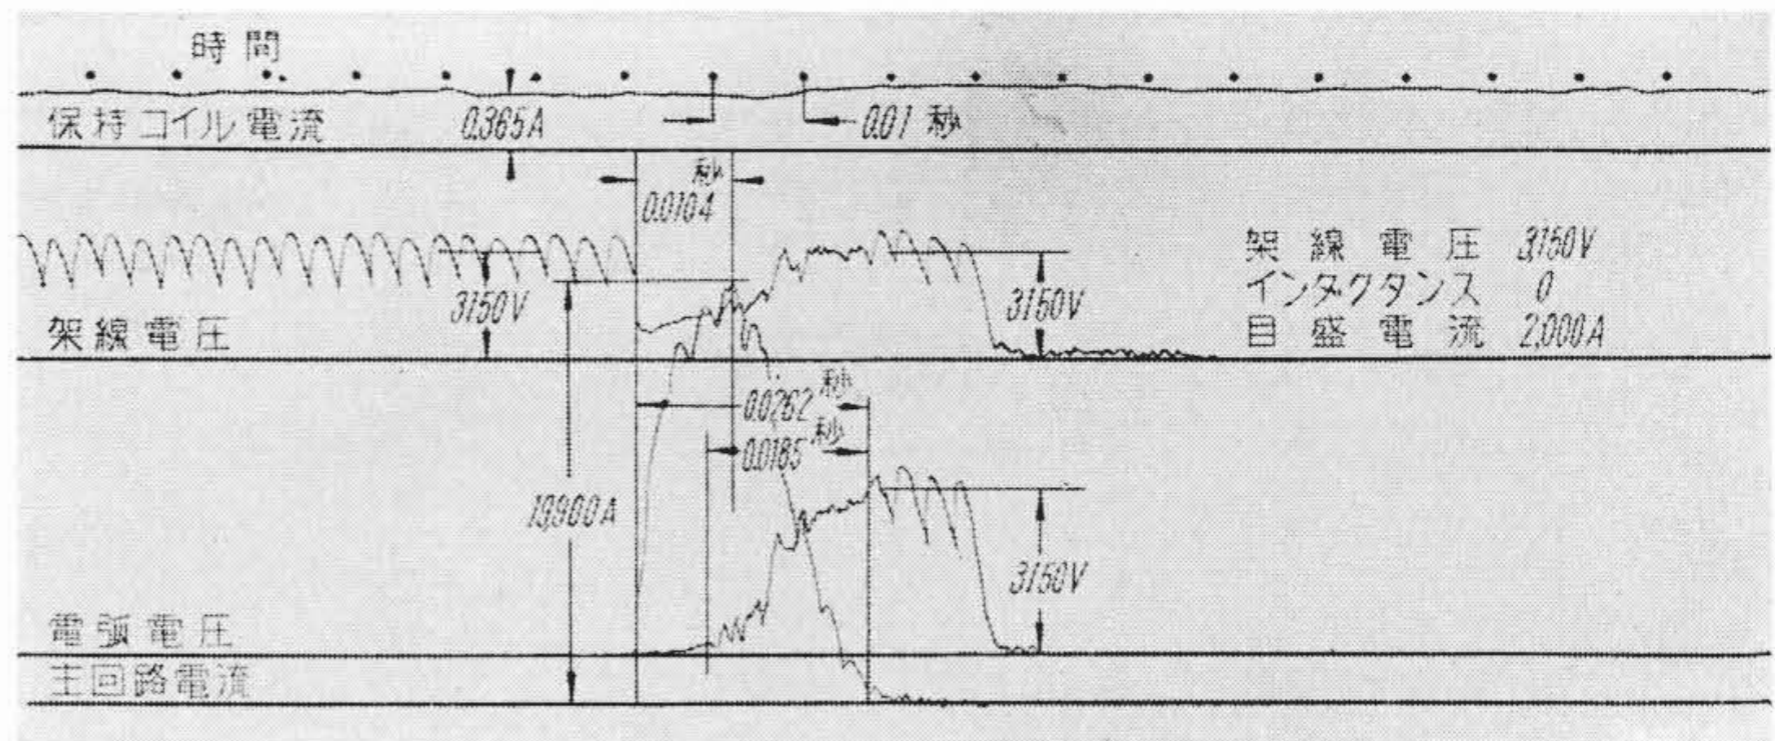 時間
保持コイル電流 0.365A 0.01 秒
秒
0.0104
架線電圧 3,150V
インダクタンス 0
目盛電流 2,000A
3150V
3150V
架線電圧
秒
0.0262
秒
0.0185
19,900A
3150V
電弧電圧
主回路電流